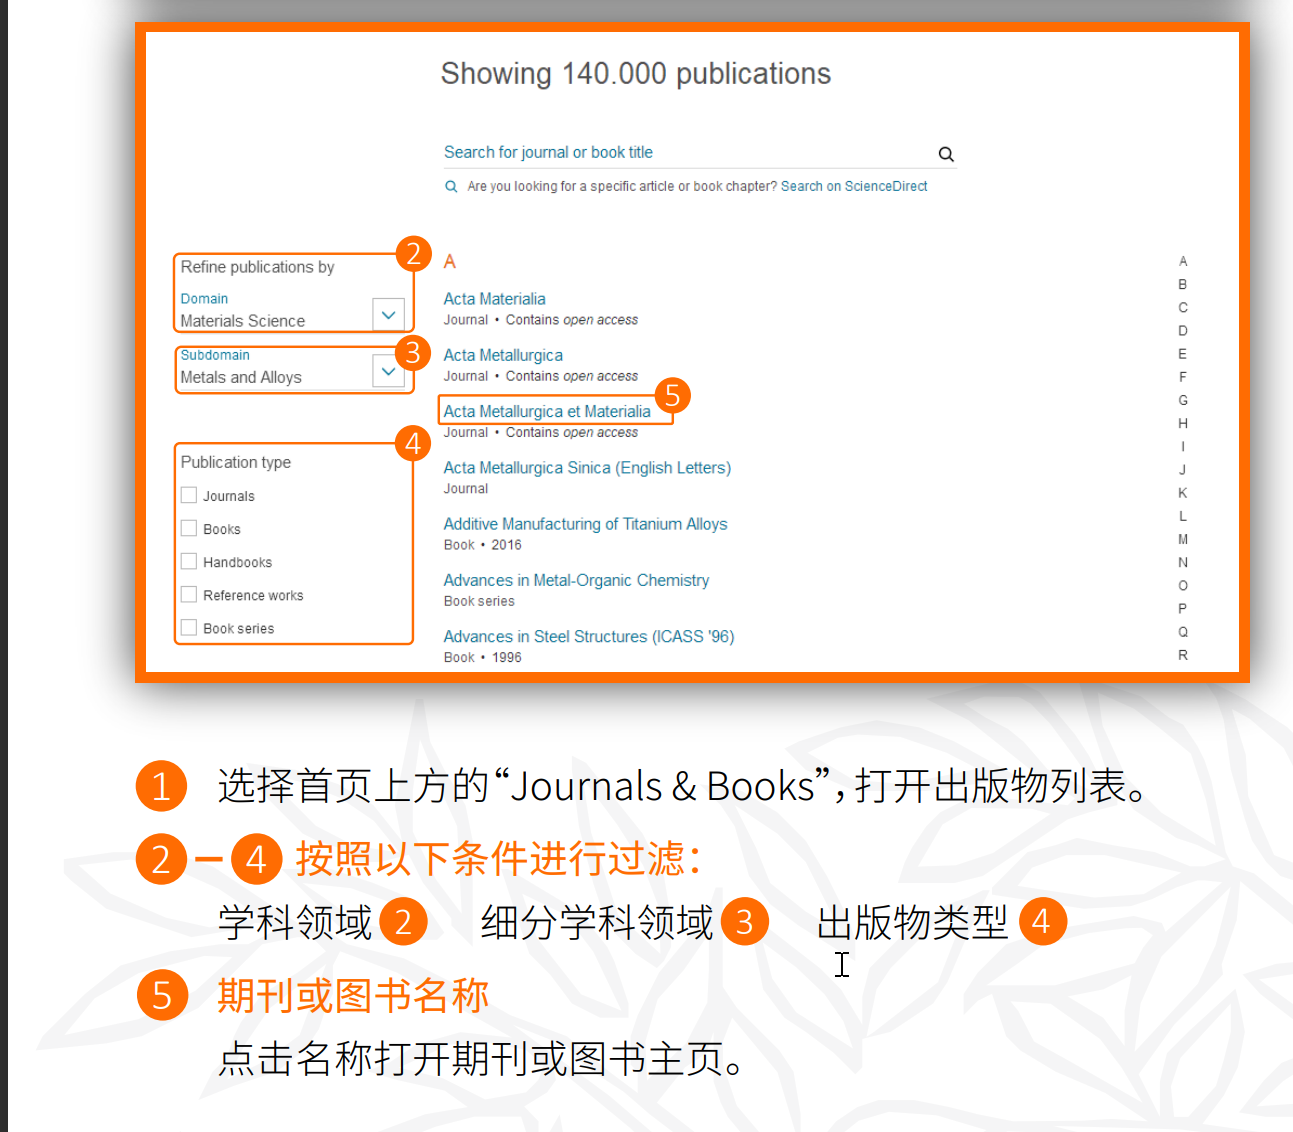 Showing 140.000 publications
Search for journal or book title
Are you looking for a specific article or book chapter? Search on ScienceDirect
2
Refine publications by
Domain
Materials Science
3
Subdomain
Metals and Alloys
4
Publication type
Journals
Books
Handbooks
Reference works
Book series
A
Acta Materialia
Journal • Contains open access
Acta Metallurgica
Journal • Contains open access
5
Acta Metallurgica et Materialia
Journal • Contains open access
Acta Metallurgica Sinica (English Letters)
Journal
Additive Manufacturing of Titanium Alloys
Book • 2016
Advances in Metal-Organic Chemistry
Book series
Advances in Steel Structures (ICASS '96)
Book • 1996
A
B
C
D
E
F
G
H
I
J
K
L
M
N
O
P
Q
R
1 选择首页上方的“Journals & Books”，打开出版物列表。
2 – 4 按照以下条件进行过滤：
学科领域 2 细分学科领域 3 出版物类型 4
5 期刊或图书名称
点击名称打开期刊或图书主页。